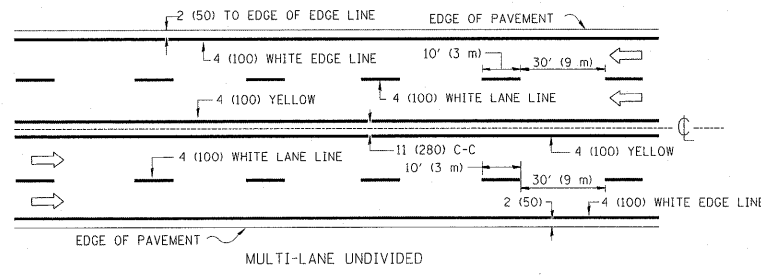 2 (50) TO EDGE OF EDGE LINE
EDGE OF PAVEMENT
4 (100) WHITE EDGE LINE
10' (3 m)
30' (9 m)
4 (100) YELLOW
4 (100) WHITE LANE LINE
CL
11 (280) C-C
4 (100) WHITE LANE LINE
4 (100) YELLOW
10' (3 m)
30' (9 m)
2 (50)
4 (100) WHITE EDGE LINE
EDGE OF PAVEMENT
MULTI-LANE UNDIVIDED